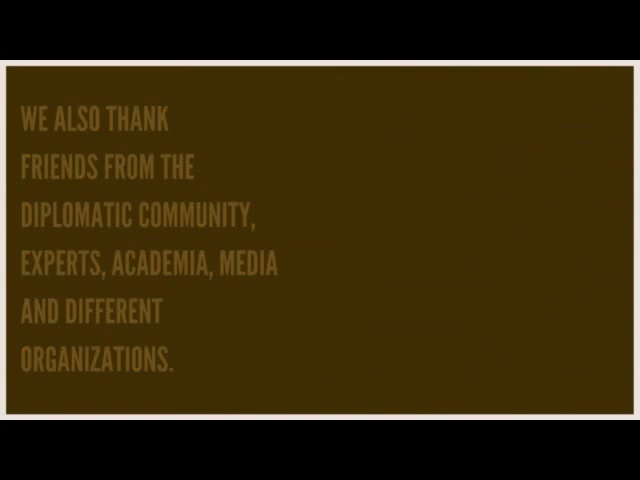 WE ALSO THANK
FRIENDS FROM THE
DIPLOMATIC COMMUNITY,
EXPERTS, ACADEMIA, MEDIA
AND DIFFERENT
ORGANIZATIONS.